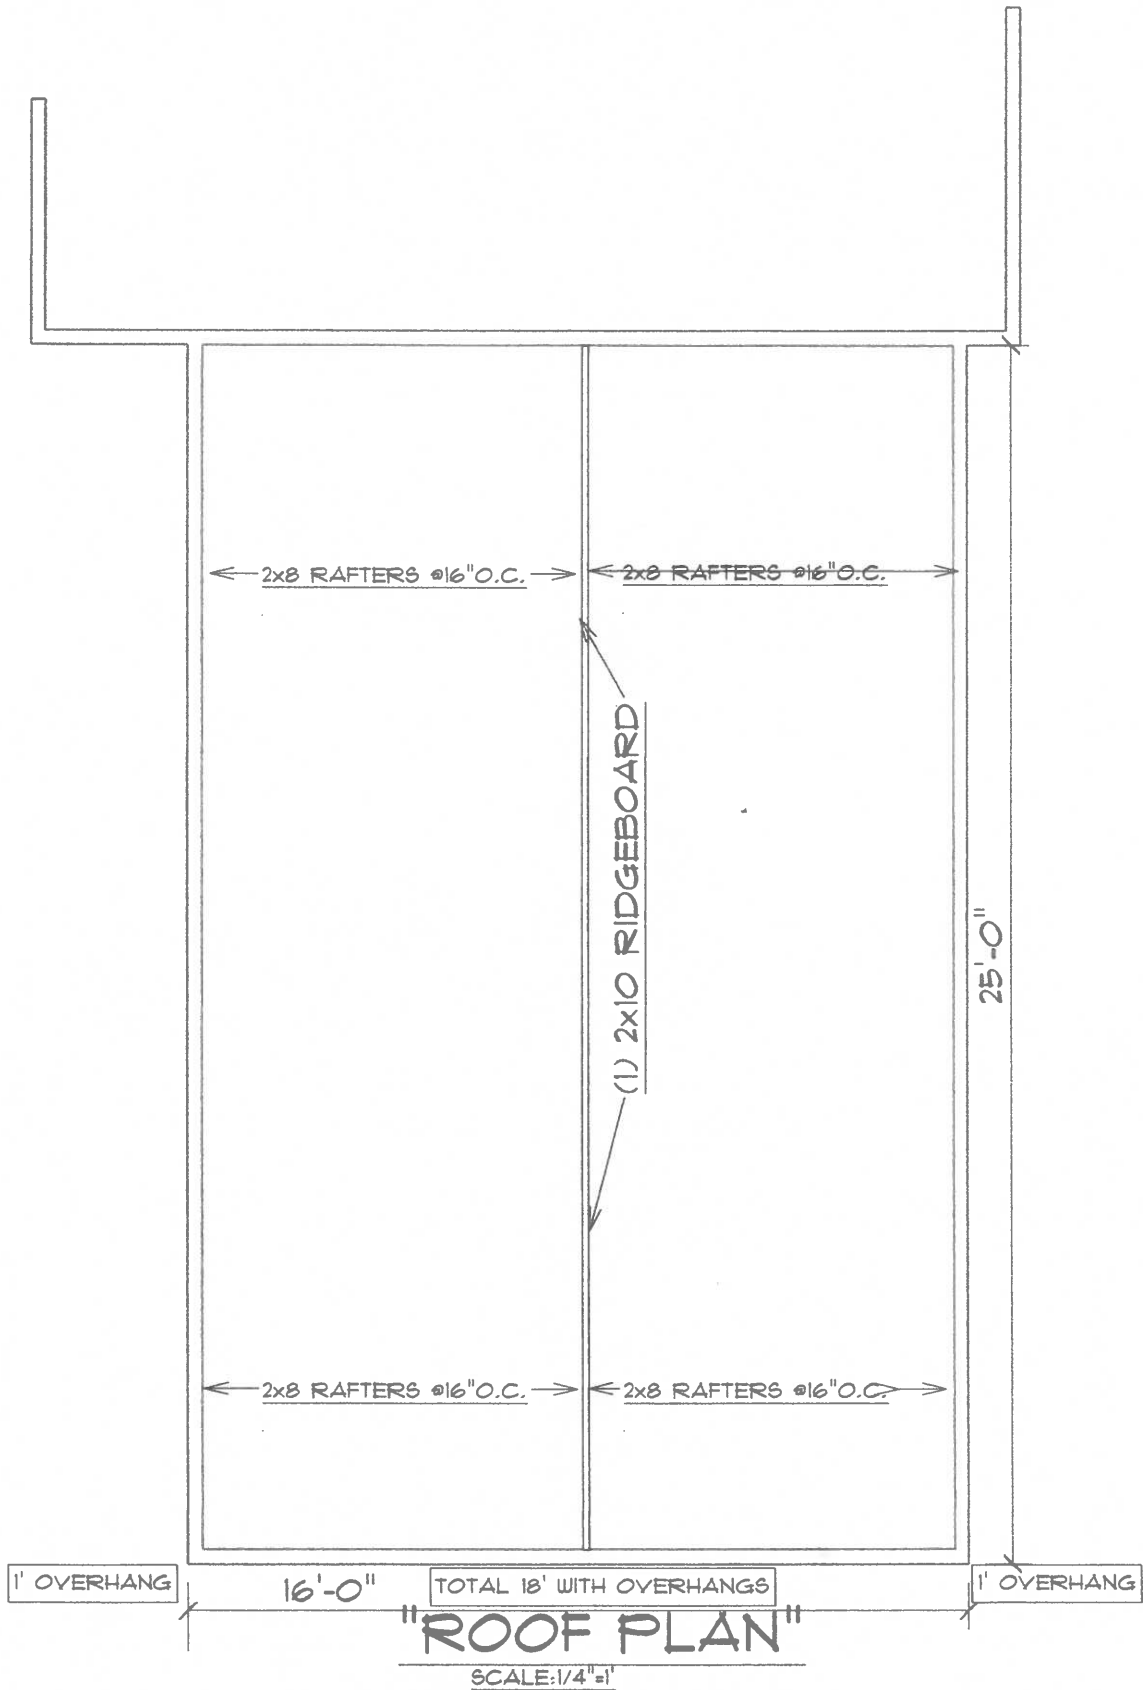 2x8 RAFTERS @16"O.C.
2x8 RAFTERS @16"O.C.
(1) 2x10 RIDGEBOARD
25'-0"
2x8 RAFTERS @16"O.C.
2x8 RAFTERS @16"O.C.
1' OVERHANG
16'-0"
TOTAL 18' WITH OVERHANGS
1' OVERHANG
"ROOF PLAN"
SCALE:1/4"=1'